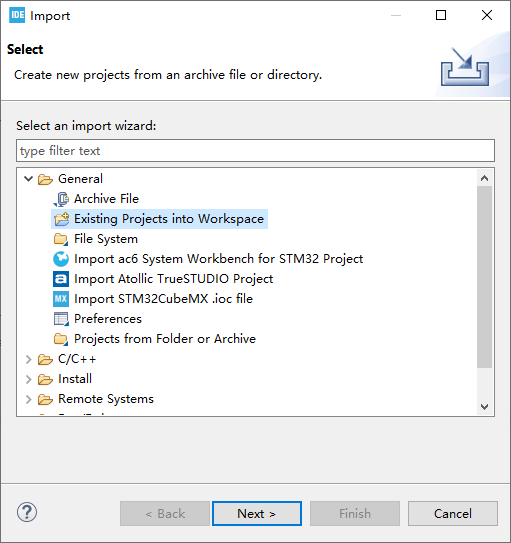 IDE Import
Select
Create new projects from an archive file or directory.
Select an import wizard:
type filter text
General
Archive File
Existing Projects into Workspace
File System
Import ac6 System Workbench for STM32 Project
a Import Atollic TrueSTUDIO Project
MX Import STM32CubeMX .ioc file
Preferences
Projects from Folder or Archive
C/C++
Install
Remote Systems
? < Back Next > Finish Cancel